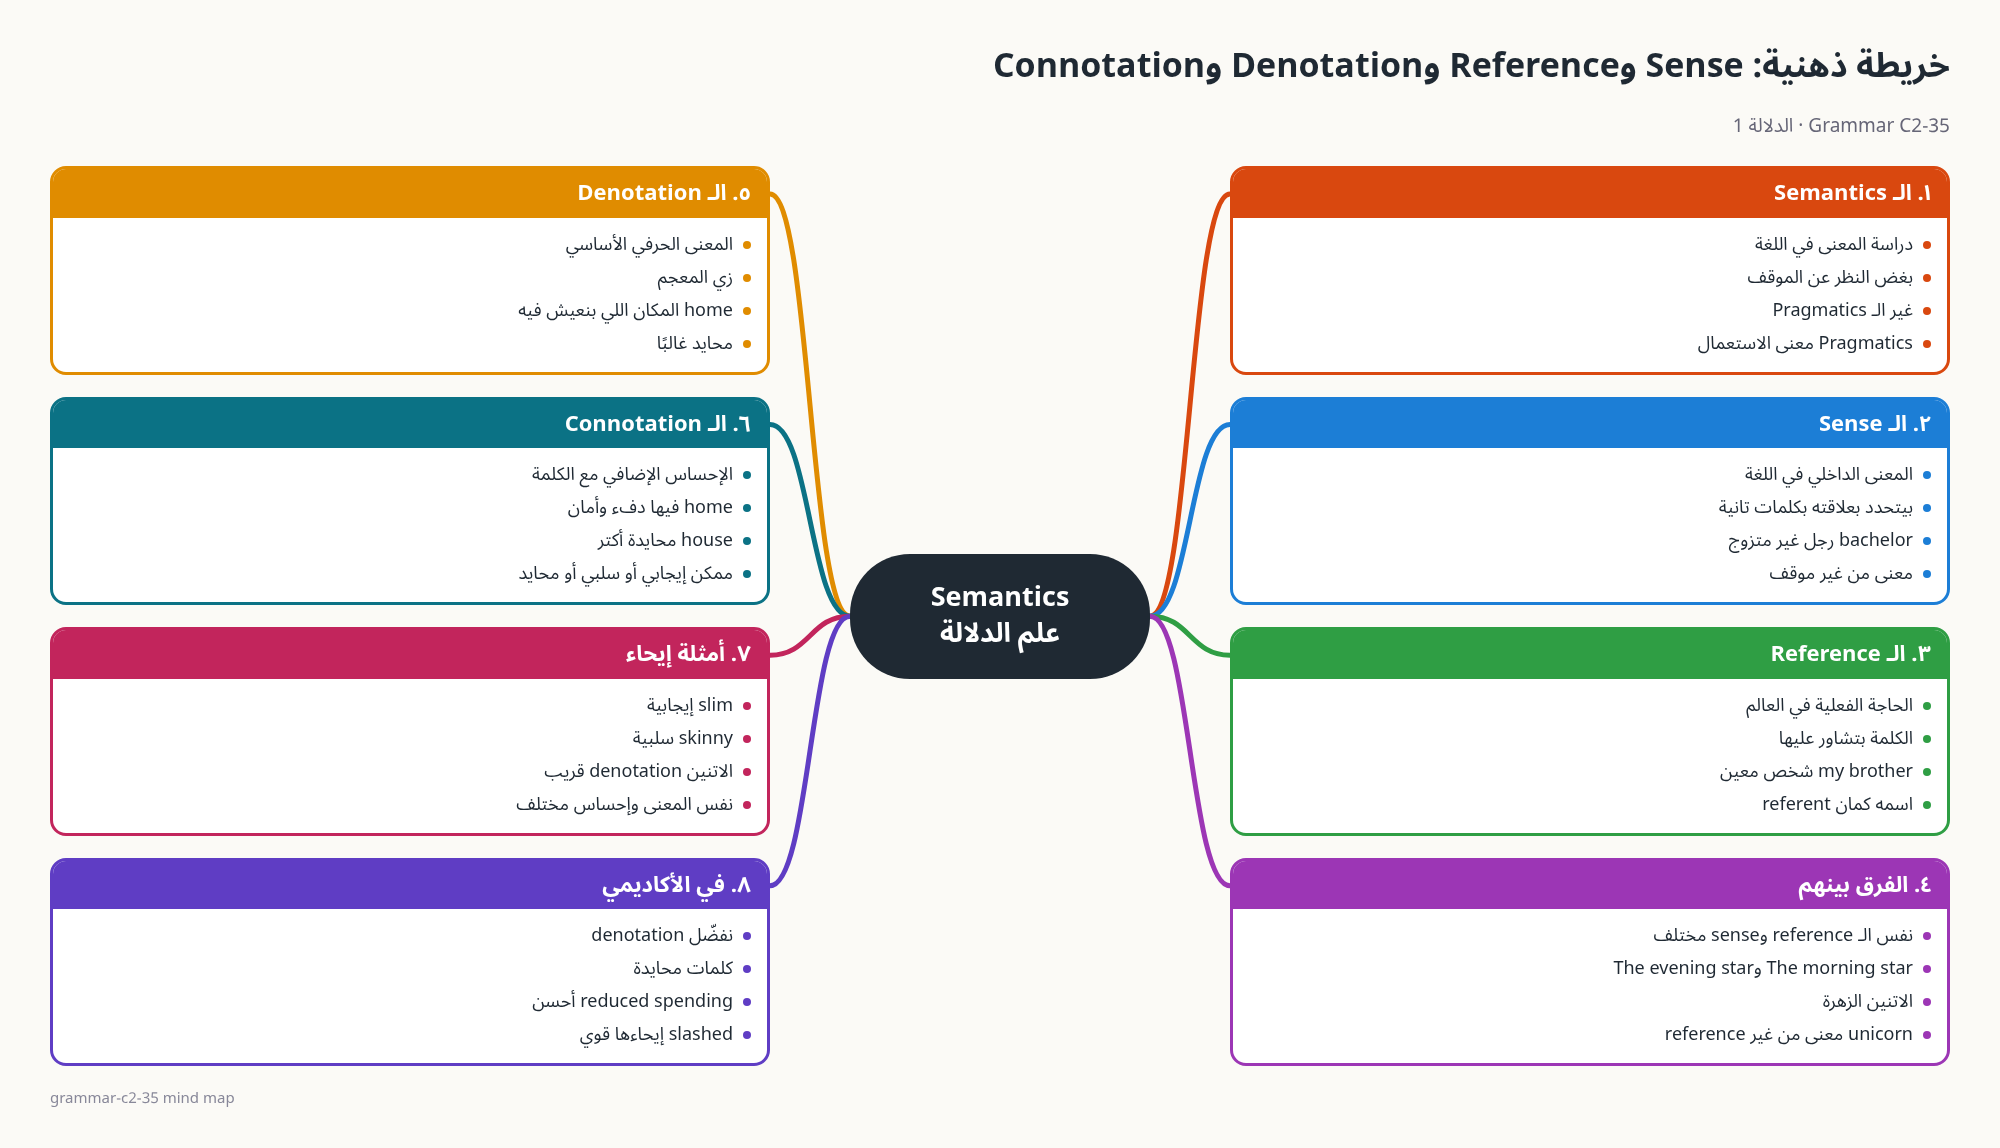 خريطة ذهنية: Sense وReference وDenotation وConnotation
Grammar C2-35 · الدلالة 1
١. الـ Semantics
دراسة المعنى في اللغة
بغض النظر عن الموقف
غير الـ Pragmatics
Pragmatics معنى الاستعمال
٢. الـ Sense
المعنى الداخلي في اللغة
بيتحدد بعلاقته بكلمات تانية
bachelor رجل غير متزوج
معنى من غير موقف
٣. الـ Reference
الحاجة الفعلية في العالم
الكلمة بتشاور عليها
my brother شخص معين
اسمه كمان referent
٤. الفرق بينهم
نفس الـ reference وsense مختلف
The morning star وThe evening star
الاتنين الزهرة
unicorn معنى من غير reference
Semantics
علم الدلالة
٥. الـ Denotation
المعنى الحرفي الأساسي
زي المعجم
home المكان اللي بنعيش فيه
محايد غالبًا
٦. الـ Connotation
الإحساس الإضافي مع الكلمة
home فيها دفء وأمان
house محايدة أكتر
ممكن إيجابي أو سلبي أو محايد
٧. أمثلة إيحاء
slim إيجابية
skinny سلبية
الاتنين denotation قريب
نفس المعنى وإحساس مختلف
٨. في الأكاديمي
نفضّل denotation
كلمات محايدة
reduced spending أحسن
slashed إيحاءها قوي
grammar-c2-35 mind map